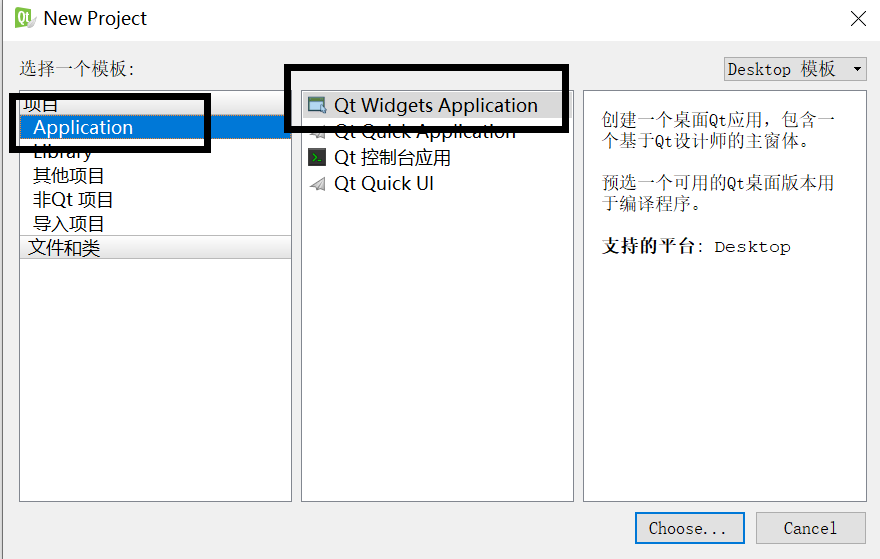 Qt New Project
选择一个模板:
Desktop 模板
项目
Application
Library
其他项目
非Qt 项目
导入项目
文件和类
Qt Widgets Application
Qt Quick Application
Qt 控制台应用
Qt Quick UI
创建一个桌面Qt应用，包含一
个基于Qt设计师的主窗体。
预选一个可用的Qt桌面版本用
于编译程序。
支持的平台: Desktop
Choose...
Cancel